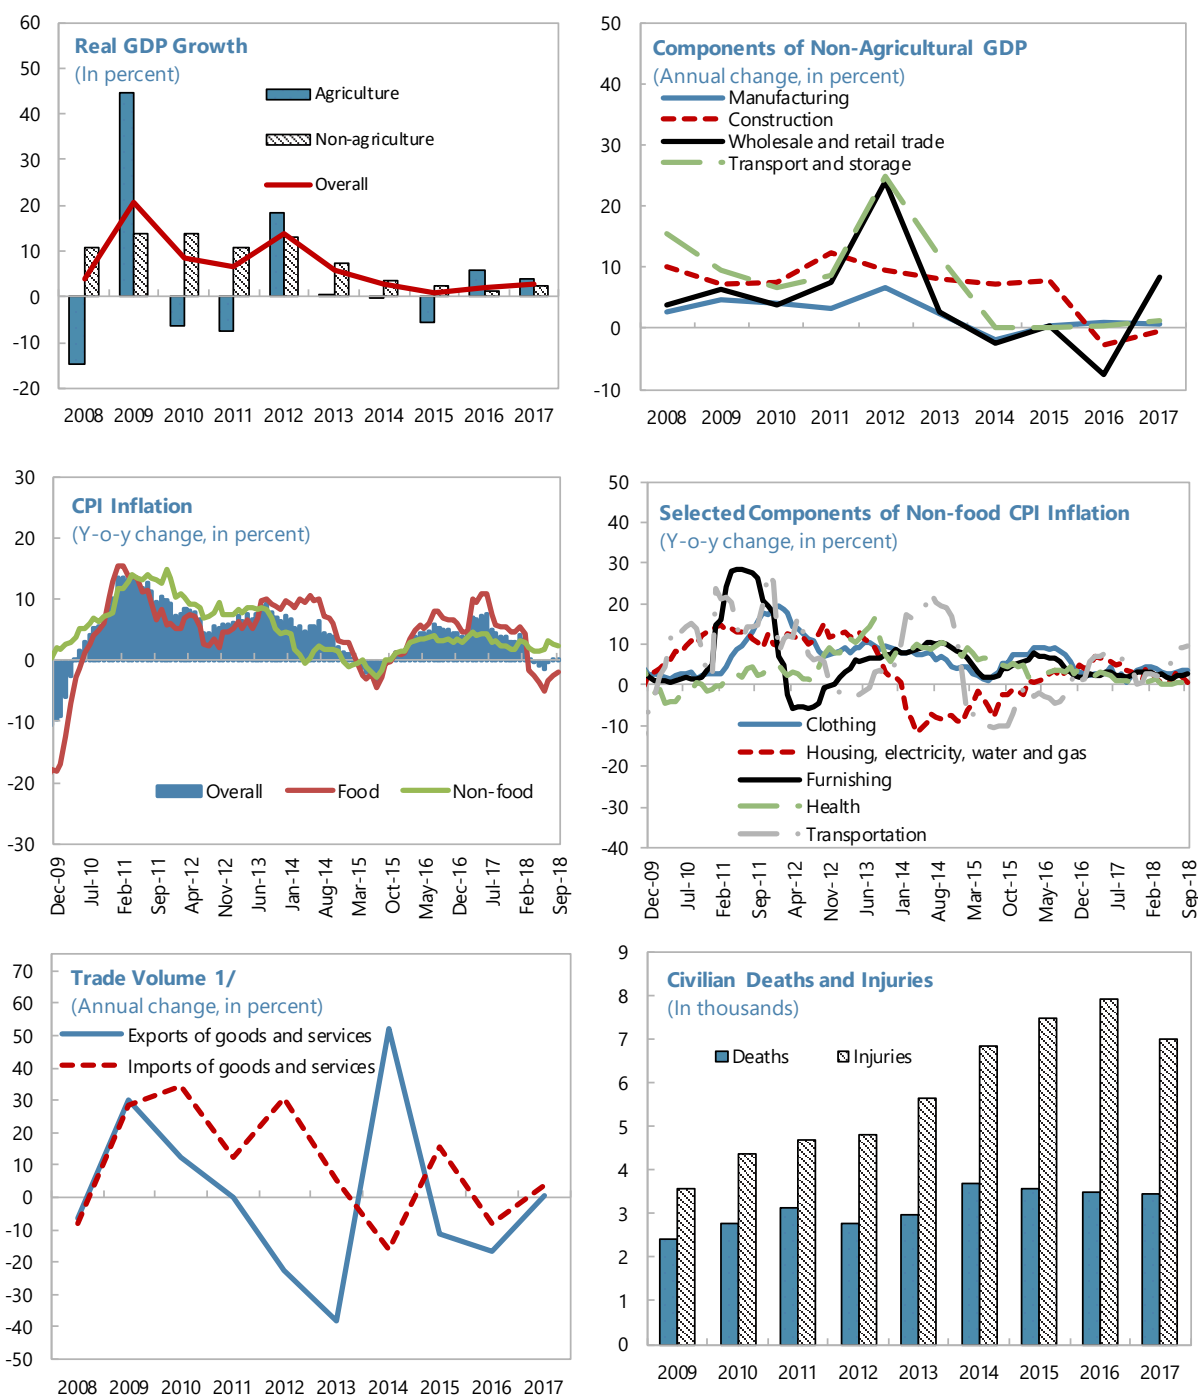 Real GDP Growth
(In percent)
Agriculture
Non-agriculture
Overall
60
50
40
30
20
10
0
-10
-20
2008 2009 2010 2011 2012 2013 2014 2015 2016 2017
Components of Non-Agricultural GDP
(Annual change, in percent)
Manufacturing
Construction
Wholesale and retail trade
Transport and storage
50
40
30
20
10
0
-10
2008 2009 2010 2011 2012 2013 2014 2015 2016 2017
CPI Inflation
(Y-o-y change, in percent)
30
20
10
0
-10
-20
-30
Overall Food Non-food
Dec-09 Jul-10 Feb-11 Sep-11 Apr-12 Nov-12 Jun-13 Jan-14 Aug-14 Mar-15 Oct-15 May-16 Dec-16 Jul-17 Feb-18 Sep-18
Selected Components of Non-food CPI Inflation
(Y-o-y change, in percent)
50
40
30
20
10
0
-10
-20
-30
-40
Clothing
Housing, electricity, water and gas
Furnishing
Health
Transportation
Dec-09 Jul-10 Feb-11 Sep-11 Apr-12 Nov-12 Jun-13 Jan-14 Aug-14 Mar-15 Oct-15 May-16 Dec-16 Jul-17 Feb-18 Sep-18
Trade Volume 1/
(Annual change, in percent)
Exports of goods and services
Imports of goods and services
70
60
50
40
30
20
10
0
-10
-20
-30
-40
-50
2008 2009 2010 2011 2012 2013 2014 2015 2016 2017
Civilian Deaths and Injuries
(In thousands)
Deaths Injuries
9
8
7
6
5
4
3
2
1
0
2009 2010 2011 2012 2013 2014 2015 2016 2017